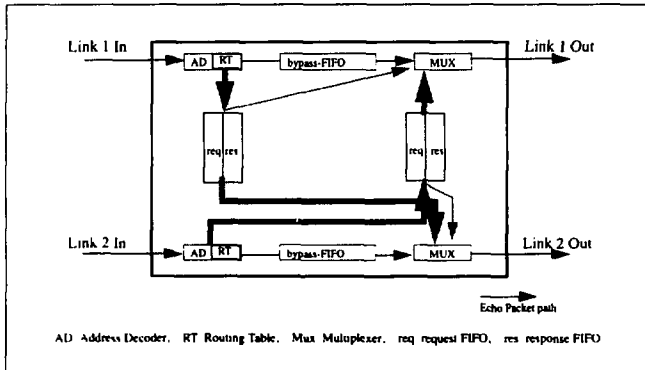 Link 1 In
Link 1 Out
AD RT
bypass-FIFO
MUX
req res
req res
Link 2 In
Link 2 Out
AD RT
bypass-FIFO
MUX
Echo Packet path
AD Address Decoder, RT Routing Table, Mux Multuplexer, req request FIFO, res response FIFO